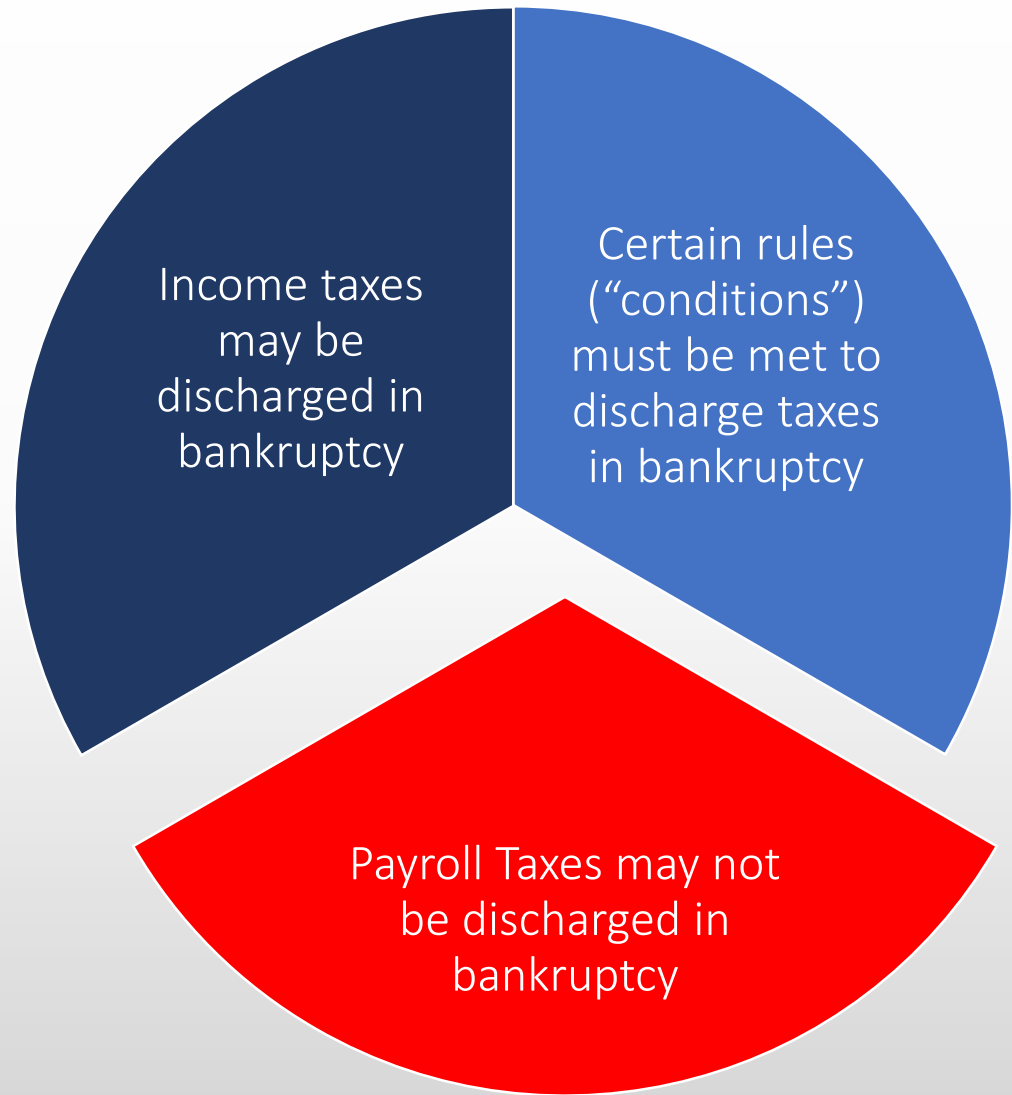 Income taxes
may be
discharged in
bankruptcy
Certain rules
(“conditions”)
must be met to
discharge taxes
in bankruptcy
Payroll Taxes may not
be discharged in
bankruptcy